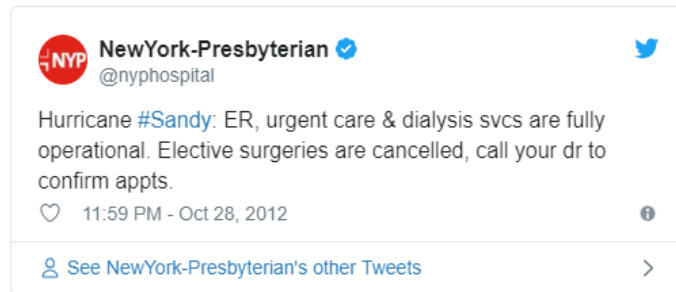 NYP
NewYork-Presbyterian
@nyphospital
Hurricane #Sandy: ER, urgent care & dialysis svcs are fully
operational. Elective surgeries are cancelled, call your dr to
confirm appts.
11:59 PM - Oct 28, 2012
See NewYork-Presbyterian's other Tweets